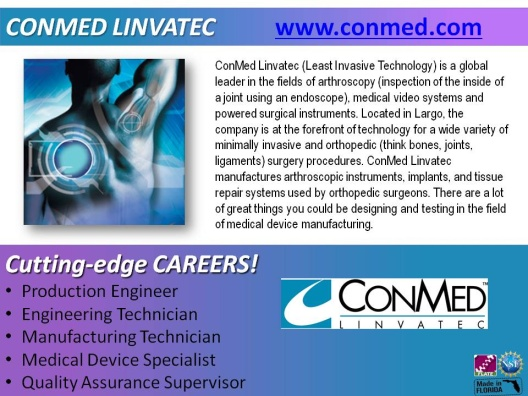 CONMED LINVATEC www.conmed.com
ConMed Linvatec (Least Invasive Technology) is a global
leader in the fields of arthroscopy (inspection of the inside of
a joint using an endoscope), medical video systems and
powered surgical instruments. Located in Largo, the
company is at the forefront of technology for a wide variety of
minimally invasive and orthopedic (think bones, joints,
ligaments) surgery procedures. ConMed Linvatec
manufactures arthroscopic instruments, implants, and tissue
repair systems used by orthopedic surgeons. There are a lot
of great things you could be designing and testing in the field
of medical device manufacturing.
Cutting-edge CAREERS!
• Production Engineer
• Engineering Technician
• Manufacturing Technician
• Medical Device Specialist
• Quality Assurance Supervisor
CONMED™
LINVATEC
FLATE
NSF
Made in
FLORIDA